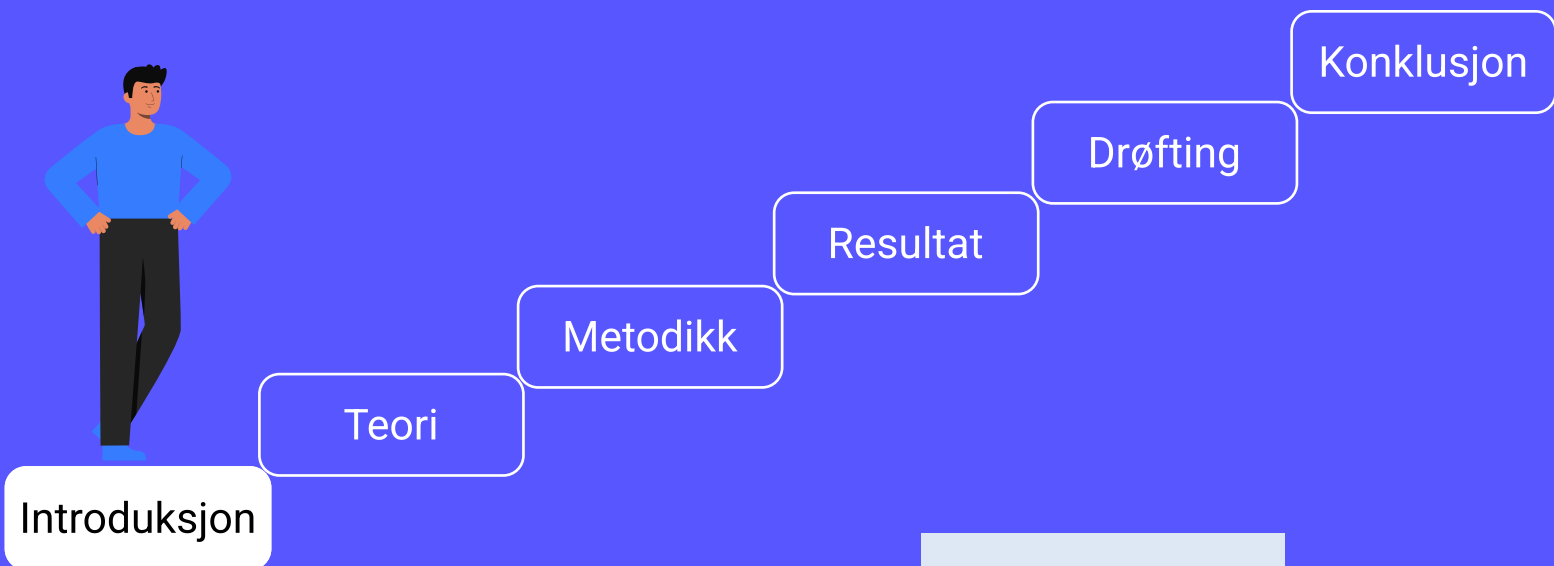 Konklusjon
Drøfting
Resultat
Metodikk
Teori
Introduksjon